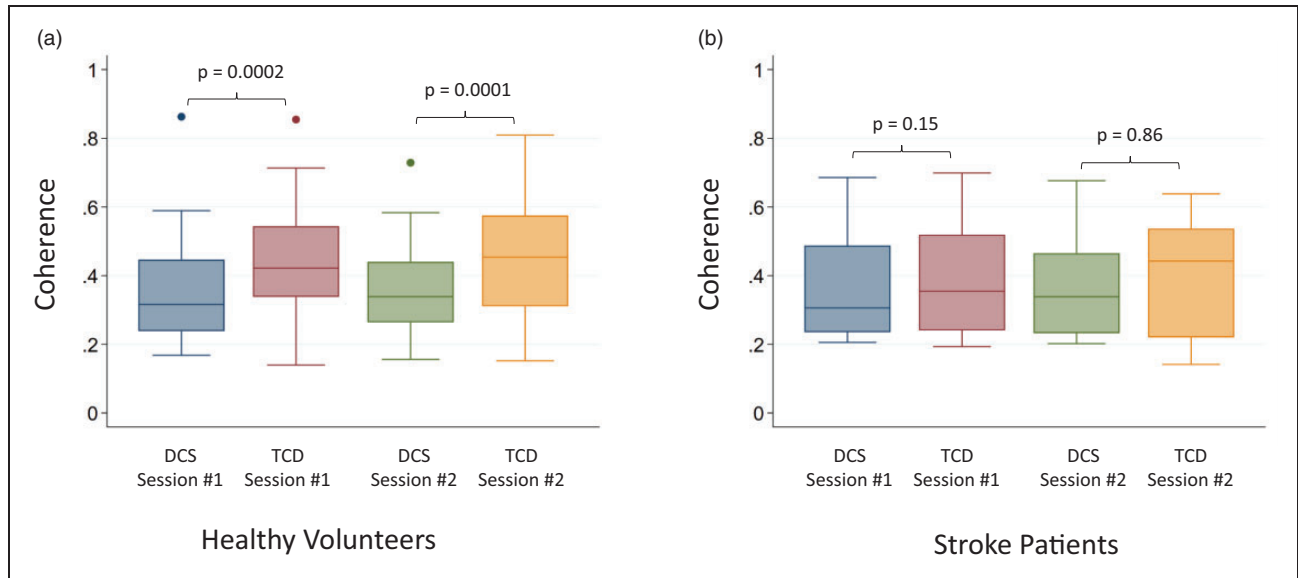 (a)
Coherence
1
.8
.6
.4
.2
0
p = 0.0002
p = 0.0001
DCS
Session #1
TCD
Session #1
DCS
Session #2
TCD
Session #2
Healthy Volunteers
(b)
Coherence
1
.8
.6
.4
.2
0
p = 0.15
p = 0.86
DCS
Session #1
TCD
Session #1
DCS
Session #2
TCD
Session #2
Stroke Patients